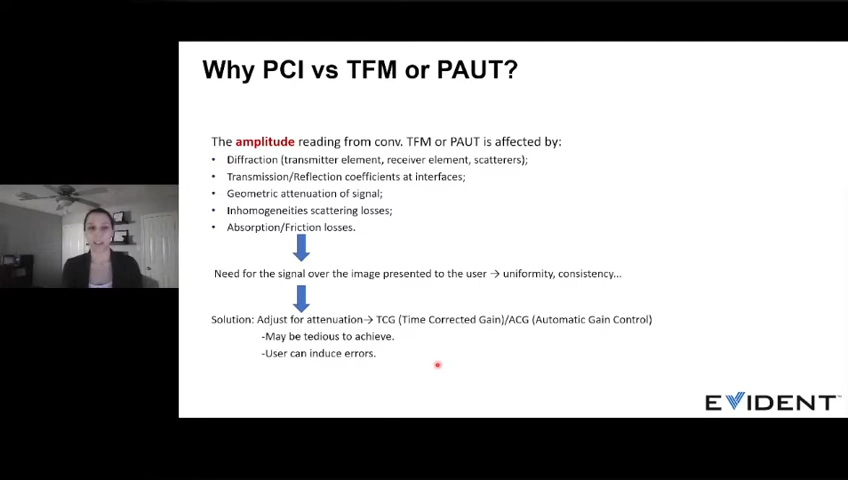 Why PCI vs TFM or PAUT?
The amplitude reading from conv. TFM or PAUT is affected by:
• Diffraction (transmitter element, receiver element, scatterers);
• Transmission/Reflection coefficients at interfaces;
• Geometric attenuation of signal;
• Inhomogeneities scattering losses;
• Absorption/Friction losses.
Need for the signal over the image presented to the user → uniformity, consistency...
Solution: Adjust for attenuation→ TCG (Time Corrected Gain)/ACG (Automatic Gain Control)
-May be tedious to achieve.
-User can induce errors.
EVIDENT